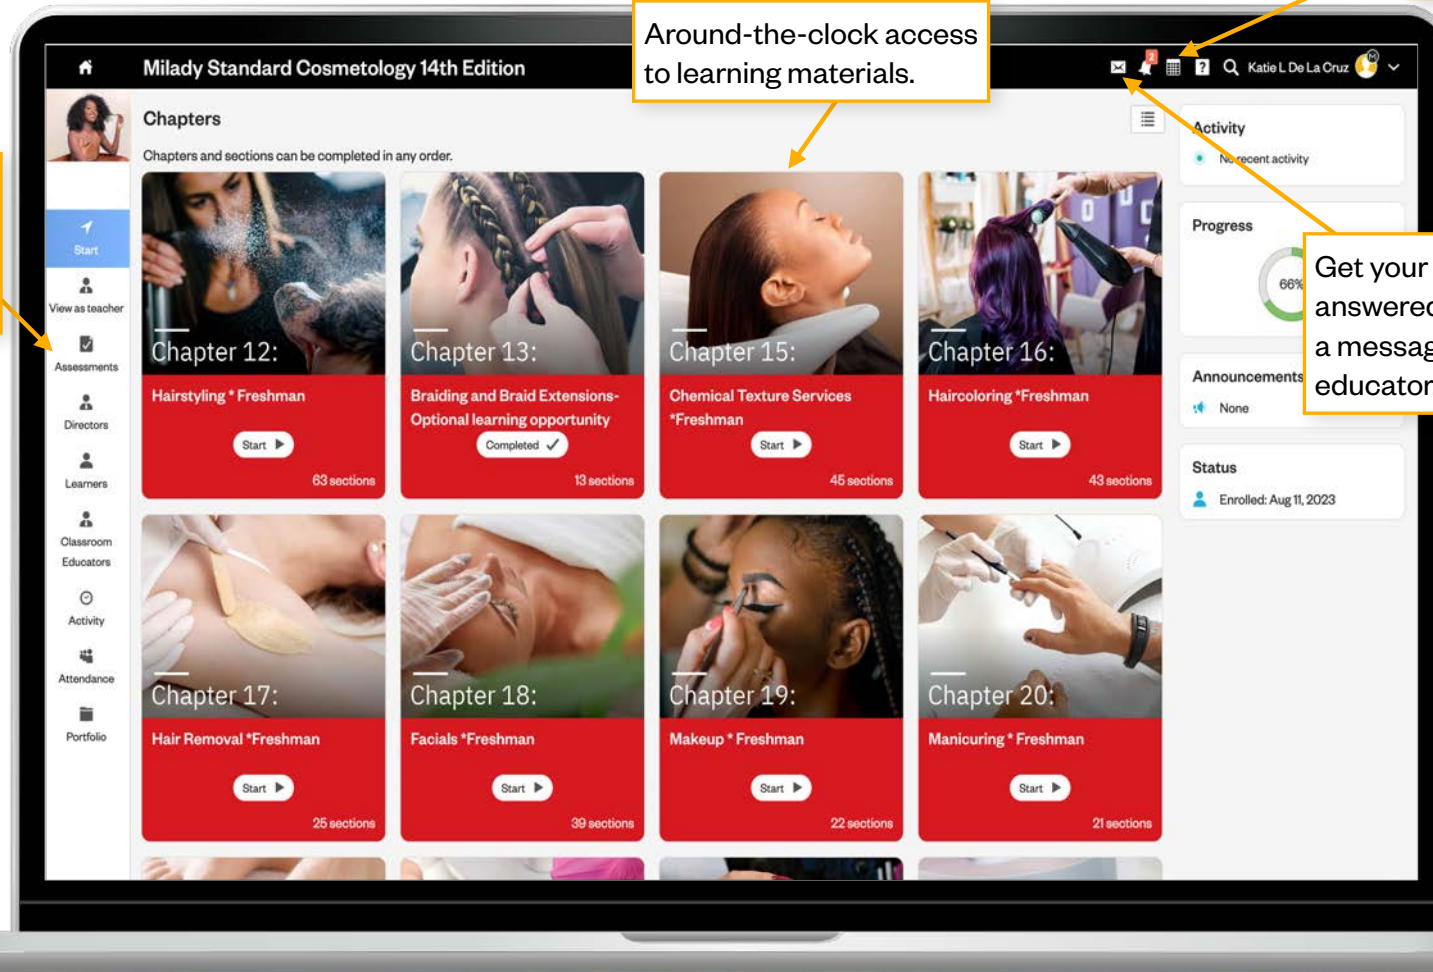 Around-the-clock access
to learning materials.
Milady Standard Cosmetology 14th Edition
2
?
Katie L De La Cruz
M
Chapters
Chapters and sections can be completed in any order.
Start
View as teacher
Assessments
Directors
Learners
Classroom
Educators
Activity
Attendance
Portfolio
Chapter 12:
Hairstyling * Freshman
Start
63 sections
Chapter 13:
Braiding and Braid Extensions-
Optional learning opportunity
Completed
13 sections
Chapter 15:
Chemical Texture Services
*Freshman
Start
45 sections
Chapter 16:
Haircoloring *Freshman
Start
43 sections
Chapter 17:
Hair Removal *Freshman
Start
25 sections
Chapter 18:
Facials *Freshman
Start
39 sections
Chapter 19:
Makeup * Freshman
Start
22 sections
Chapter 20:
Manicuring * Freshman
Start
21 sections
Activity
No recent activity
Progress
66%
Get your
answered
a messag
educator
Announcements
None
Status
Enrolled: Aug 11, 2023